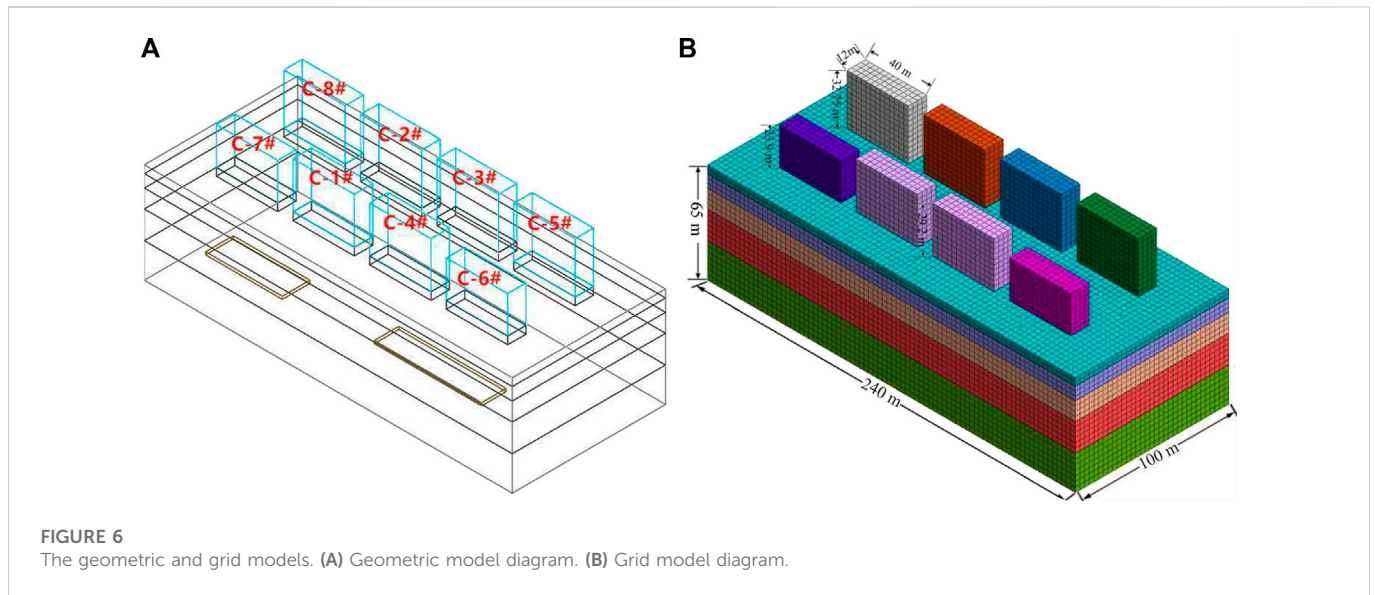 A
B
C-8#
C-2#
C-7#
C-3#
C-1#
C-5#
C-4#
C-6#
12m
40 m
65 m
240 m
100 m
FIGURE 6
The geometric and grid models. (A) Geometric model diagram. (B) Grid model diagram.